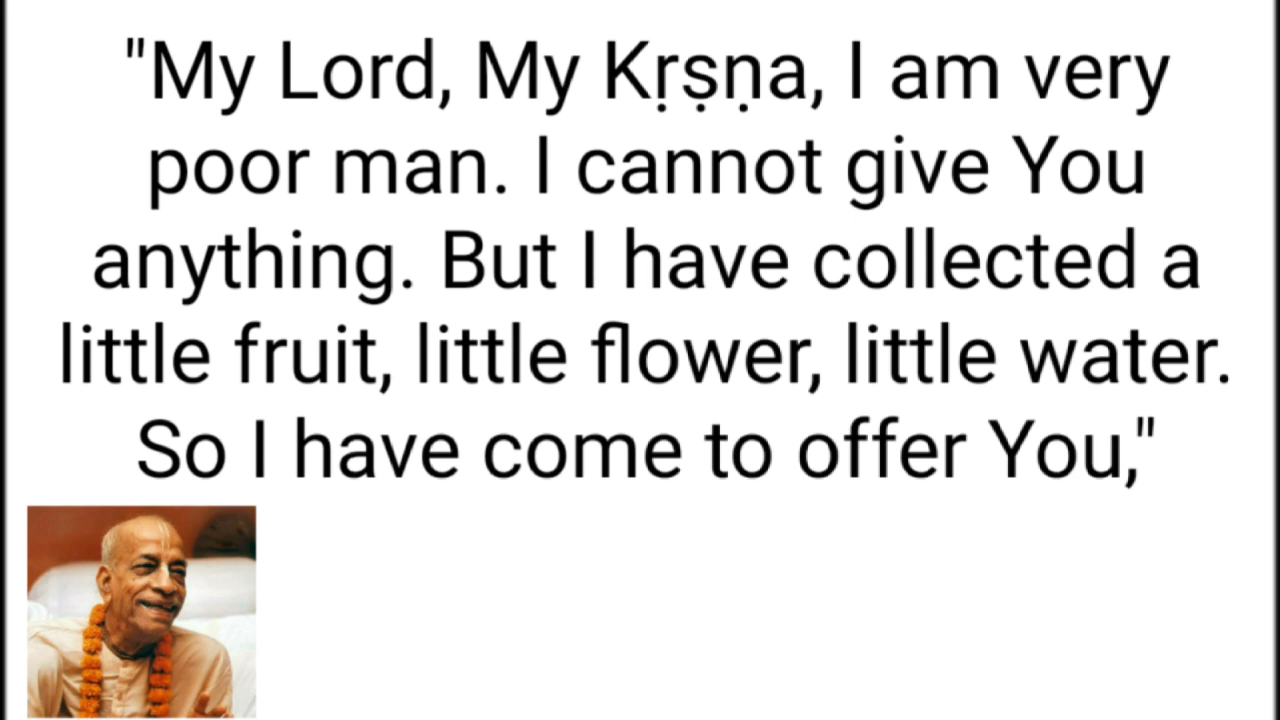 "My Lord, My Kṛṣṇa, I am very
poor man. I cannot give You
anything. But I have collected a
little fruit, little flower, little water.
So I have come to offer You,"